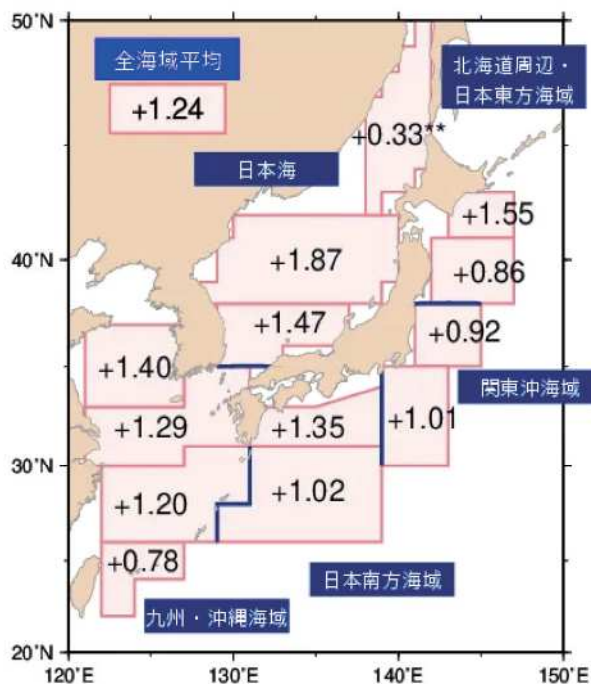 50°N
全海域平均
+1.24
北海道周辺・
日本東方海域
+0.33**
日本海
+1.55
40°N
+1.87
+0.86
+1.47
+0.92
+1.40
関東沖海域
+1.29
+1.35
+1.01
30°N
+1.20
+1.02
+0.78
日本南方海域
九州・沖縄海域
20°N
120°E
130°E
140°E
150°E